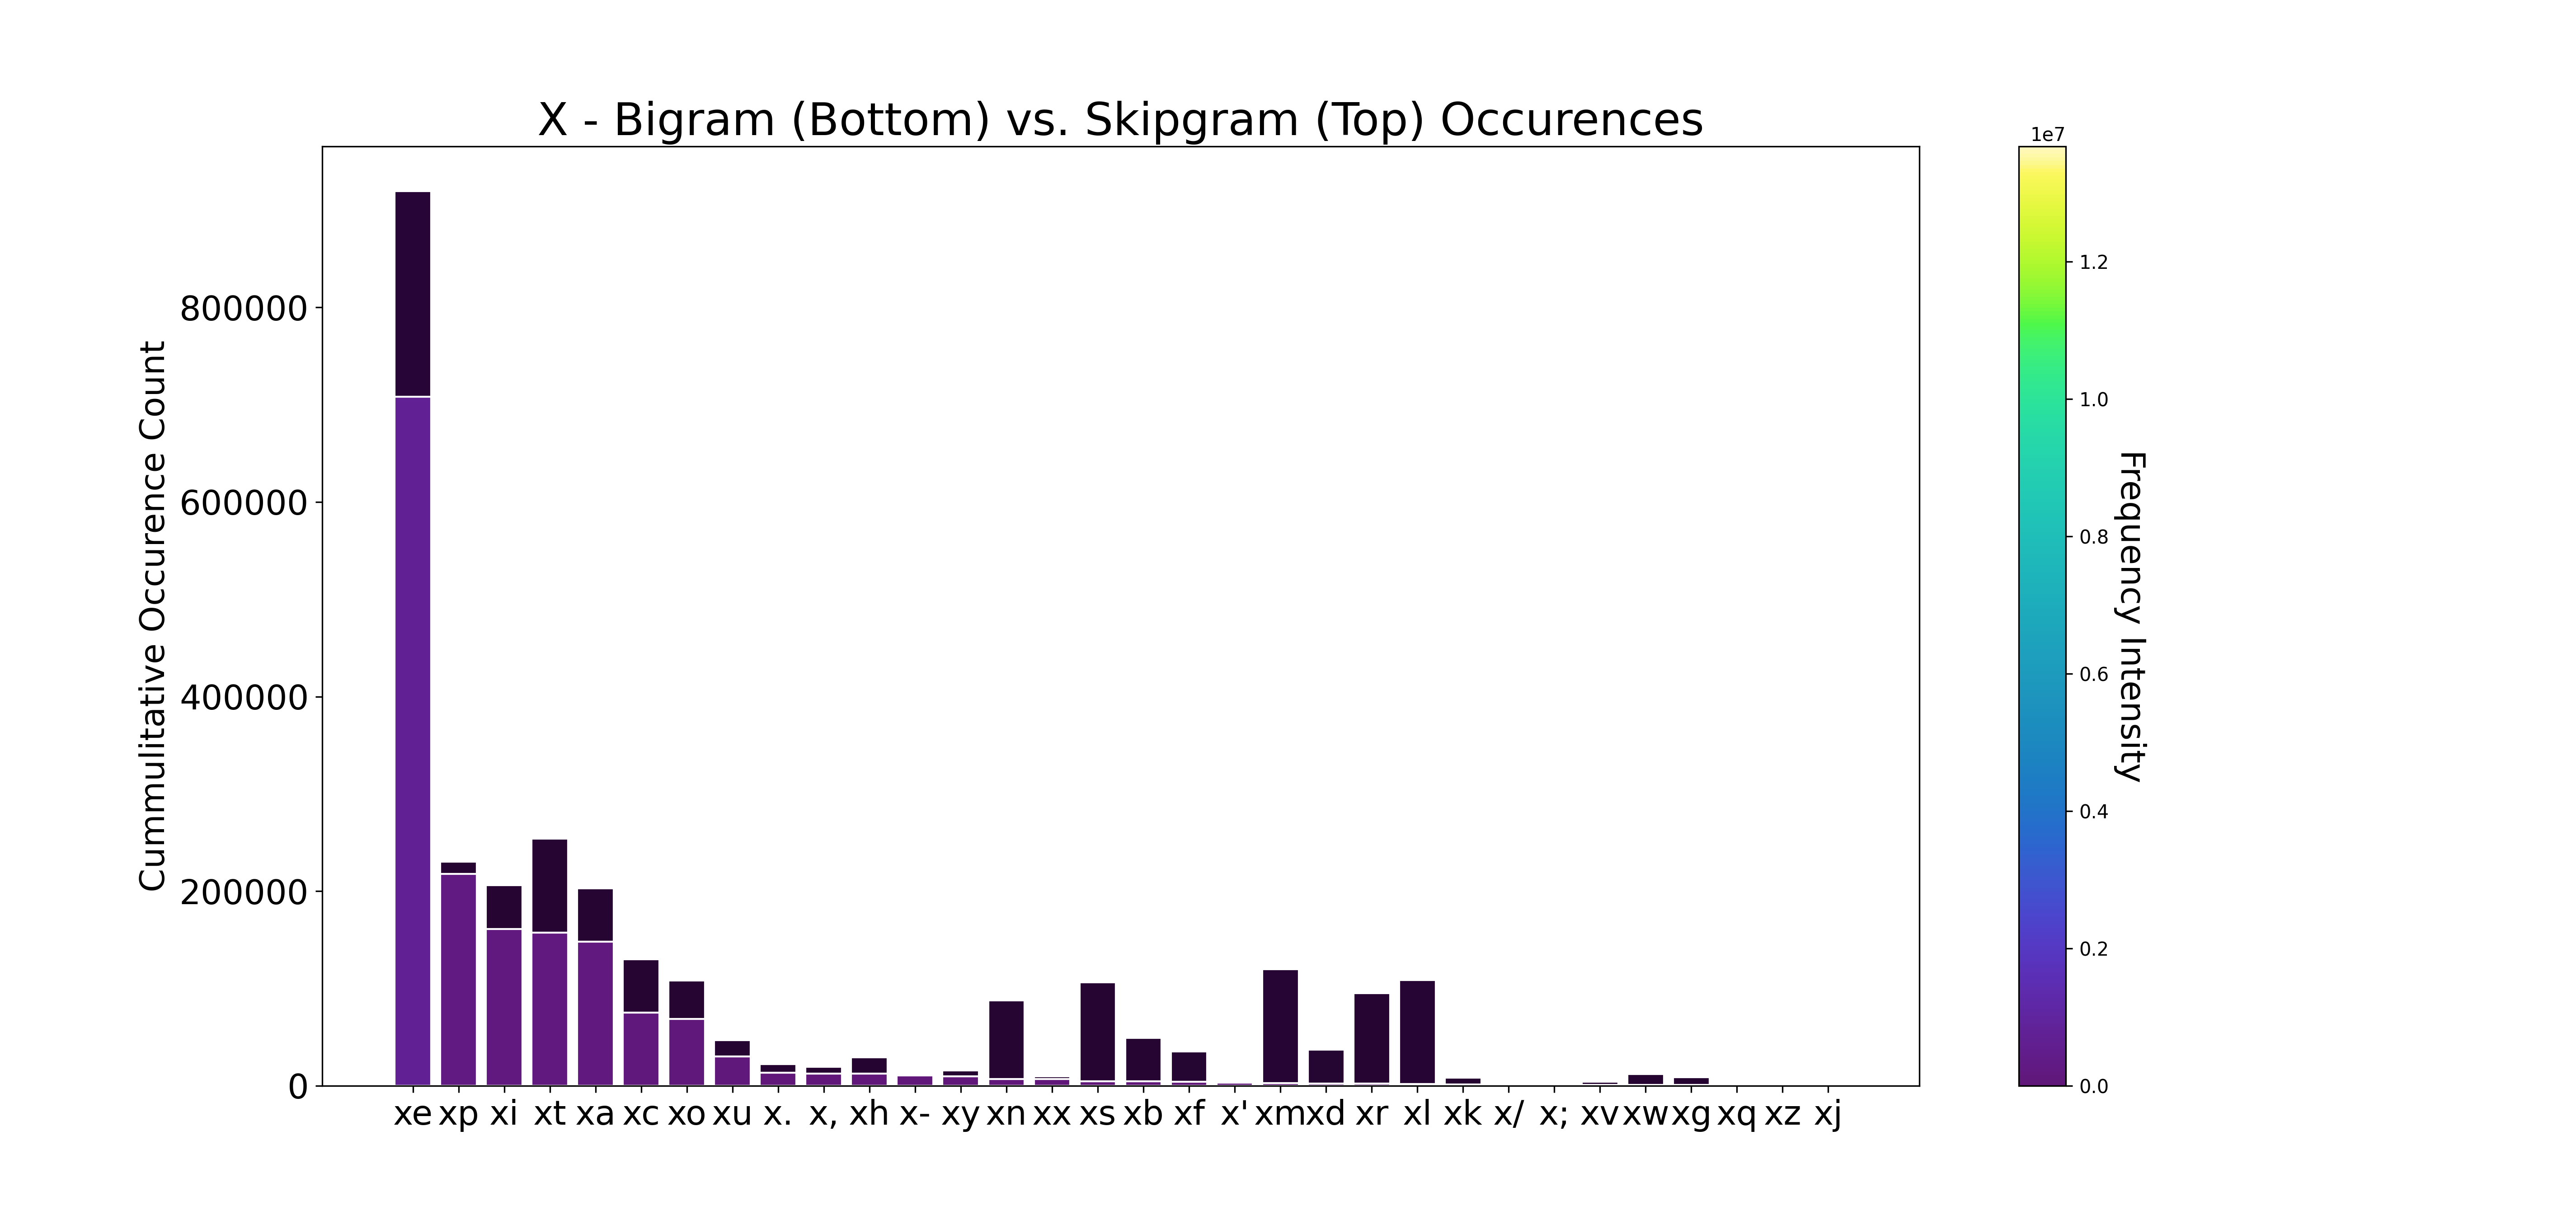 X - Bigram (Bottom) vs. Skipgram (Top) Occurences
1e7
Cummulitative Occurence Count
800000
600000
400000
200000
0
xe xp xi xt xa xc xo xu x. x, xh x- xy xn xx xs xb xf x' xm xd xr xl xk x/ x; xv xw xg xq xz xj
1.2
1.0
0.8
0.6
0.4
0.2
0.0
Frequency Intensity